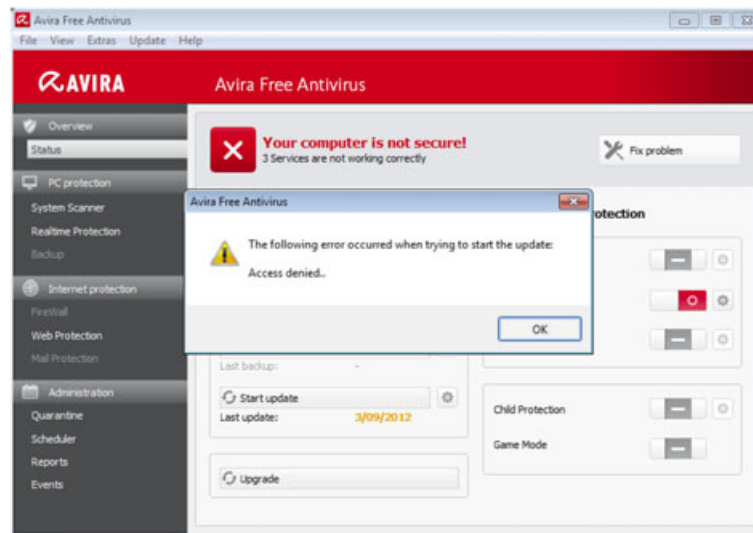 Avira Free Antivirus
File View Extras Update Help
AVIRA
Avira Free Antivirus
Overview
Status
PC protection
System Scanner
Realtime Protection
Backup
Internet protection
FireWall
Web Protection
Mail Protection
Administration
Quarantine
Scheduler
Reports
Events
Your computer is not secure!
3 Services are not working correctly
Fix problem
otection
Avira Free Antivirus
The following error occurred when trying to start the update:
Access denied..
OK
Last backup: -
Start update
Last update: 3/09/2012
Upgrade
Child Protection
Game Mode